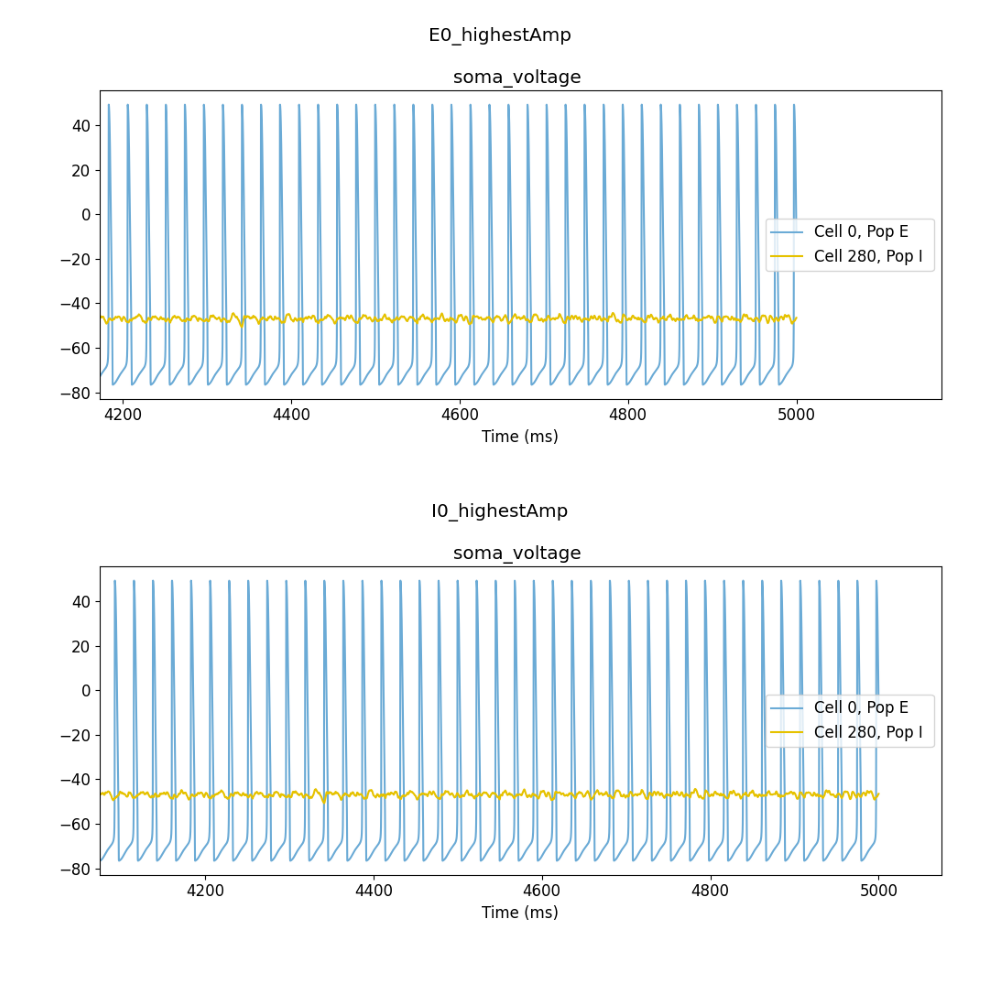 E0_highestAmp
soma_voltage
40
20
0
−20
−40
−60
−80
Cell 0, Pop E
Cell 280, Pop I
4200 4400 4600 4800 5000
Time (ms)
I0_highestAmp
soma_voltage
40
20
0
−20
−40
−60
−80
Cell 0, Pop E
Cell 280, Pop I
4200 4400 4600 4800 5000
Time (ms)